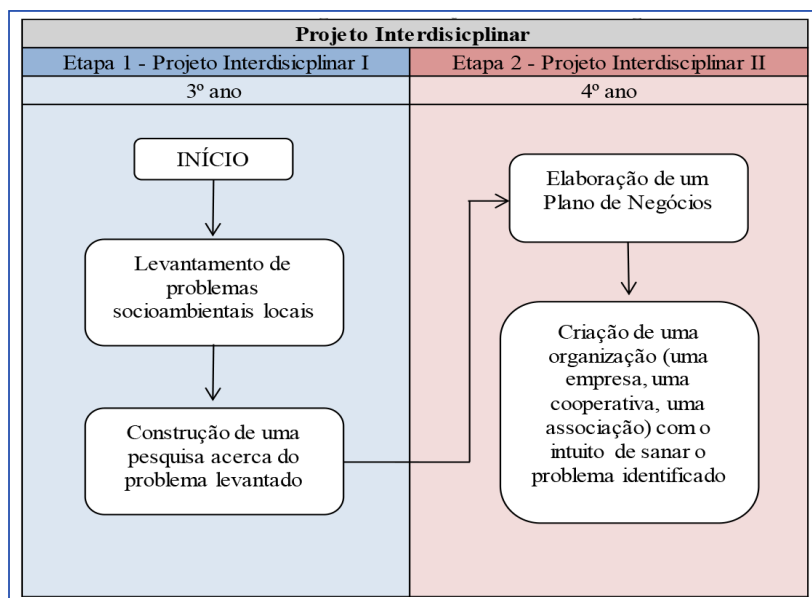 Projeto Interdisicplinar
Etapa 1 - Projeto Interdisicplinar I
3º ano
INÍCIO
Levantamento de
problemas
socioambientais locais
Construção de uma
pesquisa acerca do
problema levantado
Etapa 2 - Projeto Interdisciplinar II
4º ano
Elaboração de um
Plano de Negócios
Criação de uma
organização (uma
empresa, uma
cooperativa, uma
associação) com o
intuito de sanar o
problema identificado